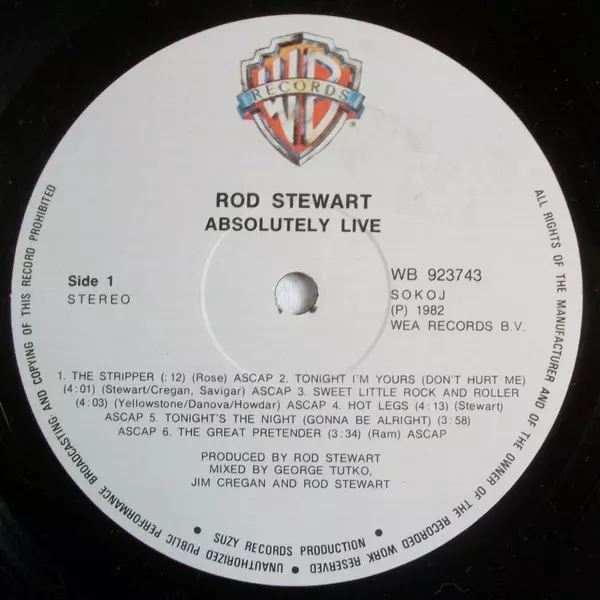 WB
RECORDS
®
ROD STEWART
ABSOLUTELY LIVE
Side 1
STEREO
WB 923743
SOKOJ
(P) 1982
WEA RECORDS B.V.
1. THE STRIPPER (: 12) (Rose) ASCAP 2. TONIGHT I'M YOURS (DON'T HURT ME)
(4:01) (Stewart/Cregan, Savigar) ASCAP 3. SWEET LITTLE ROCK AND ROLLER
(4:03) (Yellowstone/Danova/Howdar) ASCAP 4. HOT LEGS (4:13) (Stewart)
ASCAP 5. TONIGHT'S THE NIGHT (GONNA BE ALRIGHT) (3:58)
ASCAP 6. THE GREAT PRETENDER (3:34) (Ram) ASCAP
PRODUCED BY ROD STEWART
MIXED BY GEORGE TUTKO,
JIM CREGAN AND ROD STEWART
• SUZY RECORDS PRODUCTION •
ALL RIGHTS OF THE MANUFACTURER AND OF THE OWNER OF THE RECORDED WORK RESERVED • UNAUTHORIZED PUBLIC PERFORMANCE BROADCASTING AND COPYING OF THIS RECORD PROHIBITED